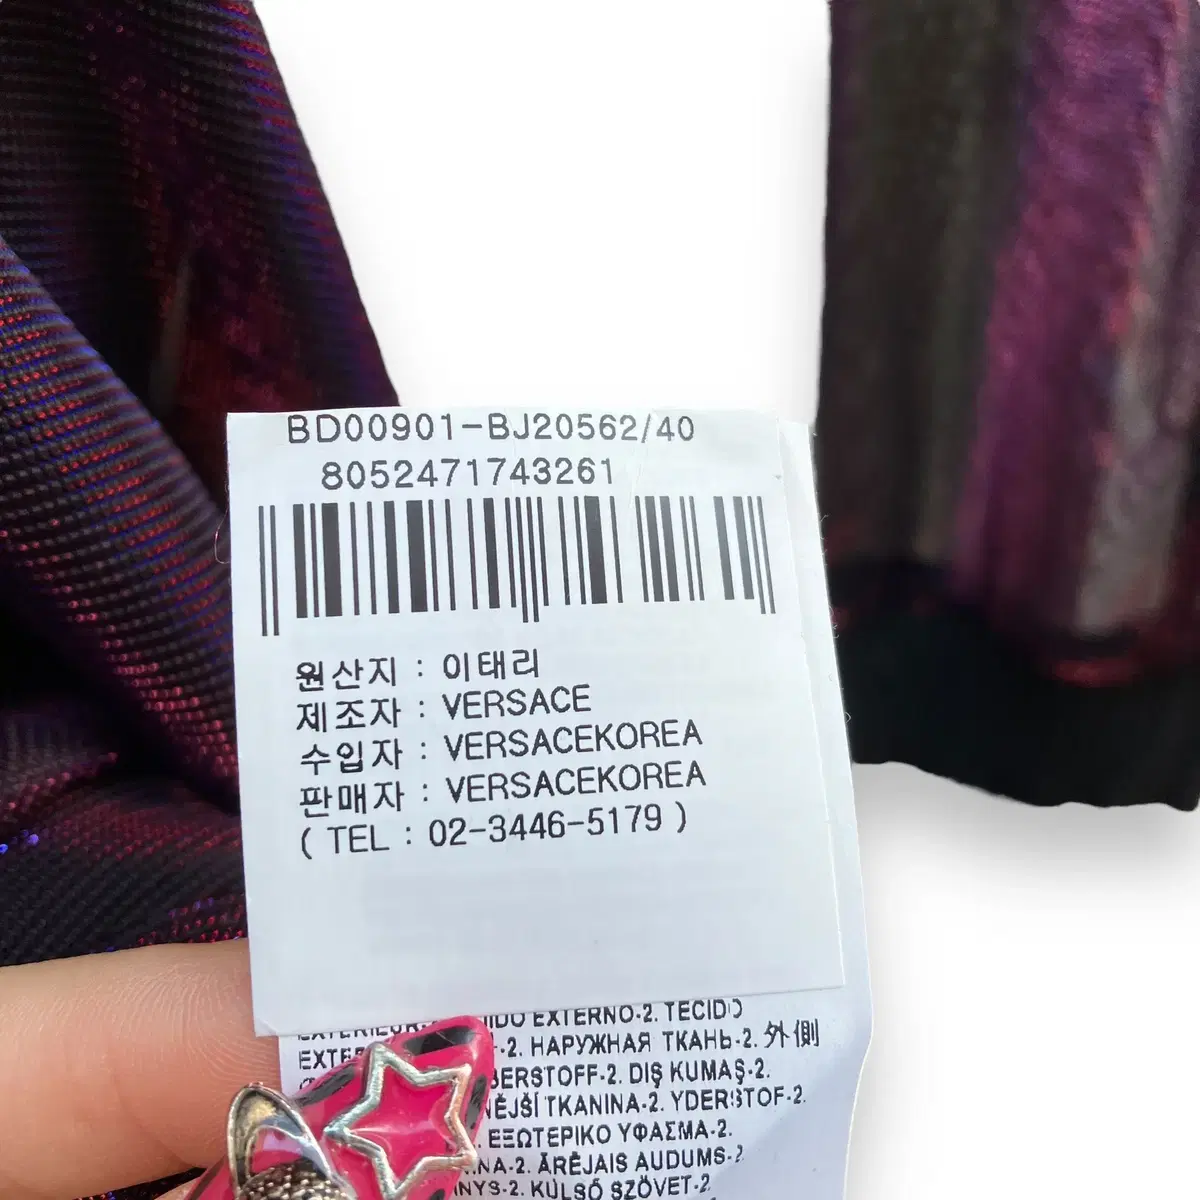 BD00901-BJ20562/40
8052471743261
원산지 : 이태리
제조자 : VERSACE
수입자 : VERSACEKOREA
판매자 : VERSACEKOREA
( TEL : 02-3446-5179 )
EXTERNO-2. TECIDO
-2. НАРУЖНАЯ ТКАНЬ-2. 外側
BERSTOFF-2. DIŞ KUMAŞ-2.
NĚJŠÍ TKANINA-2. YDERSTOF-2.
ΕΞΩΤΕΡΙΚΟ ΥΦΑΣΜΑ-2.
NA-2. ĀRĒJAIS AUDUMS-2.
NYS-2. KÜLSŐ SZÖVET-2.